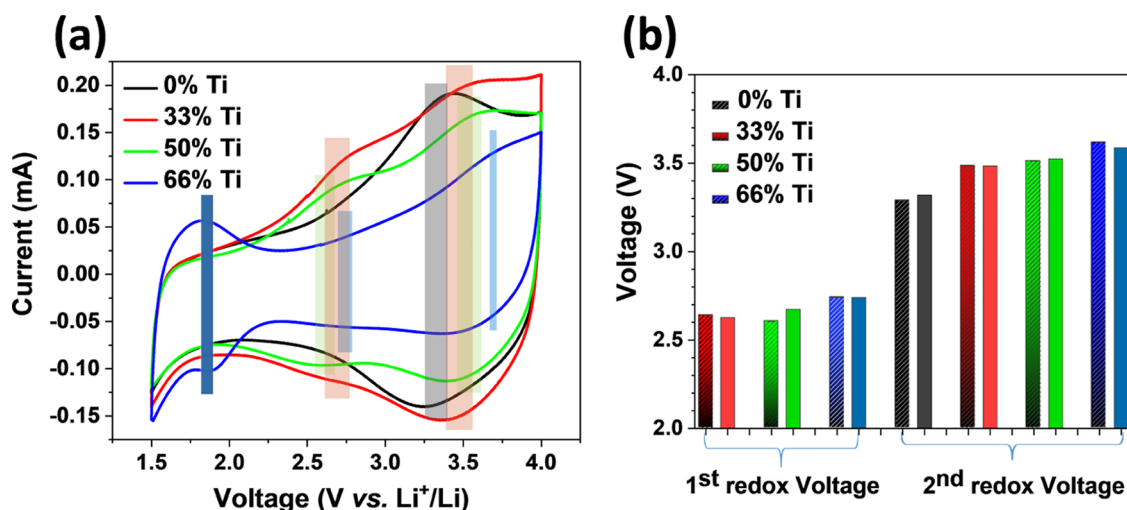 (a)
0% Ti
33% Ti
50% Ti
66% Ti
0.20
0.15
0.10
0.05
0.00
-0.05
-0.10
-0.15
Current (mA)
1.5 2.0 2.5 3.0 3.5 4.0
Voltage (V vs. Li⁺/Li)
(b)
0% Ti
33% Ti
50% Ti
66% Ti
4.0
3.5
3.0
2.5
2.0
Voltage (V)
1st redox Voltage 2nd redox Voltage